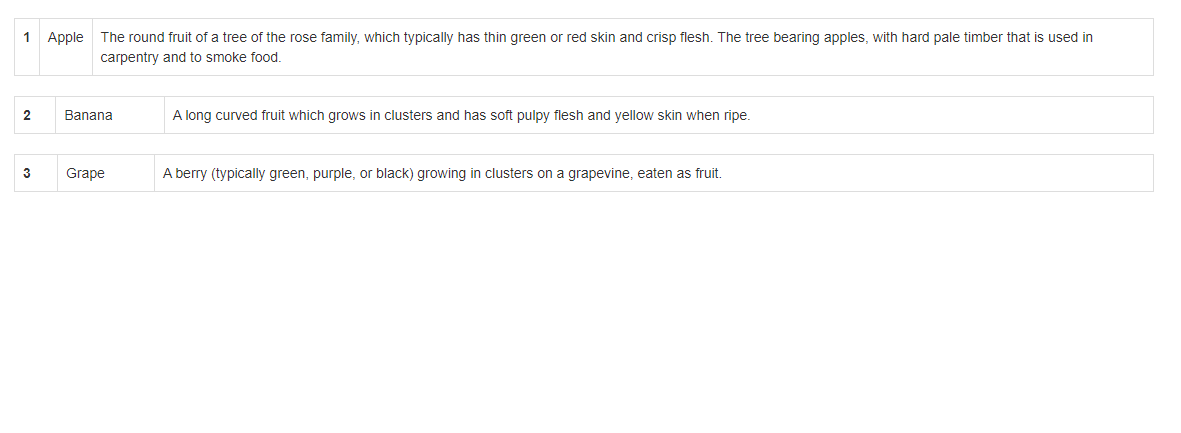 1 Apple The round fruit of a tree of the rose family, which typically has thin green or red skin and crisp flesh. The tree bearing apples, with hard pale timber that is used in
carpentry and to smoke food.
2 Banana A long curved fruit which grows in clusters and has soft pulpy flesh and yellow skin when ripe.
3 Grape A berry (typically green, purple, or black) growing in clusters on a grapevine, eaten as fruit.